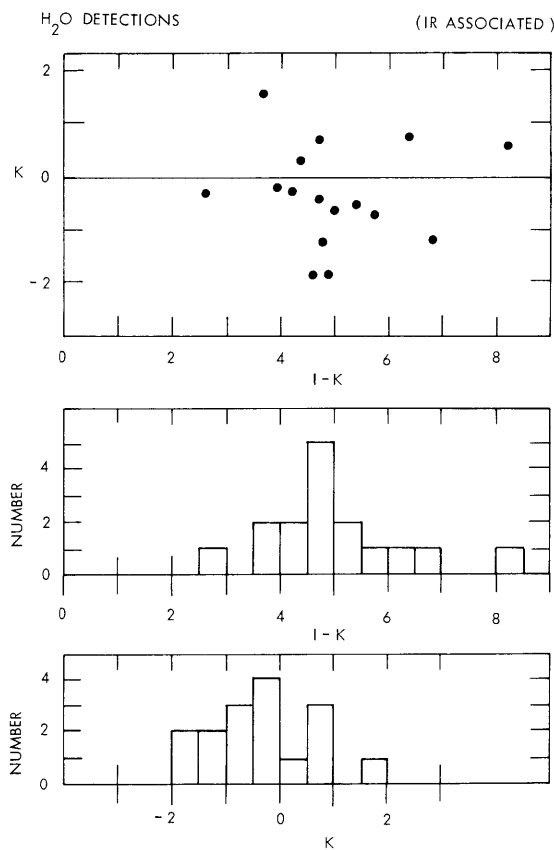 H2O DETECTIONS (IR ASSOCIATED)
2
K 0
-2
0 2 4 6 8
I-K
4
NUMBER
2
0
0 2 4 6 8
I-K
4
NUMBER
2
0
-2 0 2
K